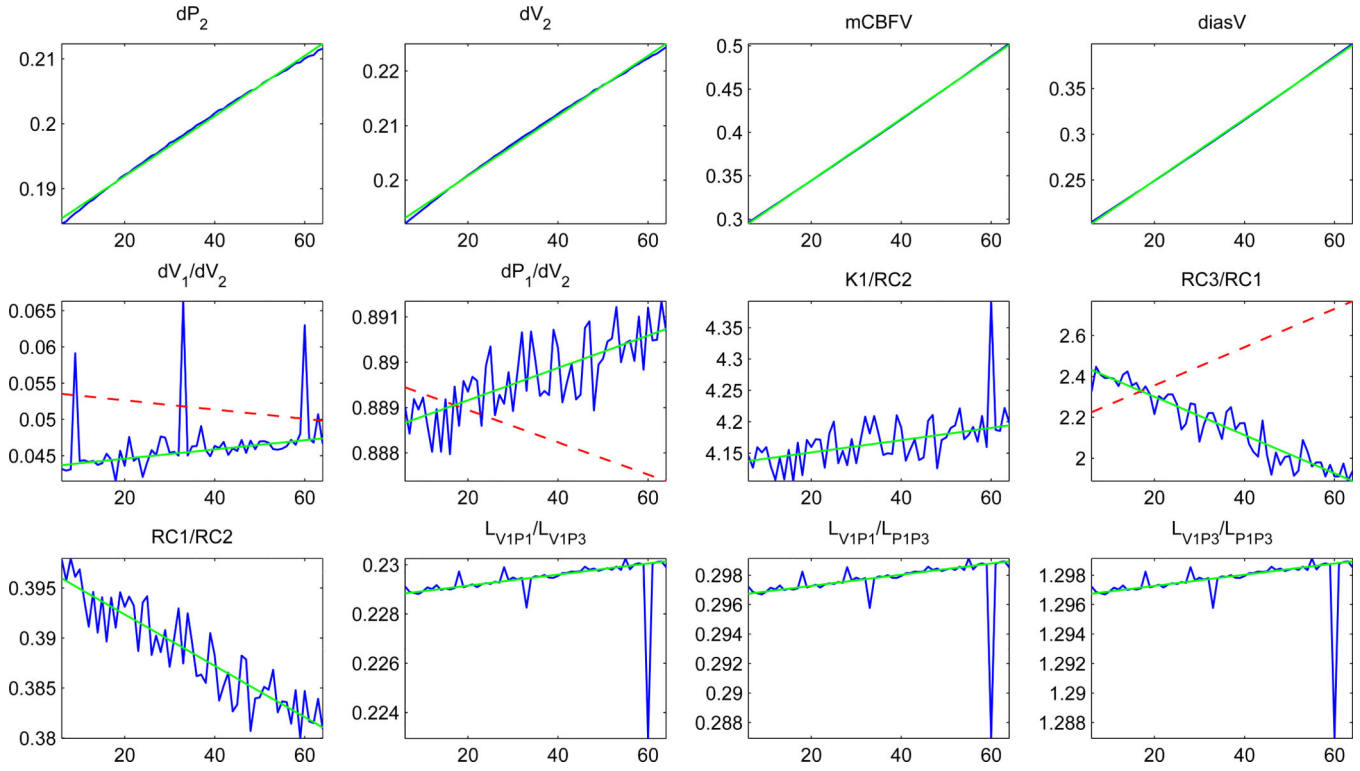 dP₂ dV₂ mCBFV diasV
0.21 0.22 0.5 0.35
0.2 0.21 0.45 0.3
0.19 0.2 0.4 0.25
0.35
0.3
20 40 60 20 40 60 20 40 60 20 40 60
dV₁/dV₂ dP₁/dV₂ K1/RC2 RC3/RC1
0.065 0.891 4.35 2.6
0.06 0.89 4.3 2.4
0.055 0.889 4.25 2.2
0.05 0.888 4.2 2
0.045 4.15
20 40 60 20 40 60 20 40 60 20 40 60
RC1/RC2 L_V1P1/L_V1P3 L_V1P1/L_P1P3 L_V1P3/L_P1P3
0.395 0.23 0.298 1.298
0.39 0.228 0.296 1.296
0.385 0.226 0.294 1.294
0.38 0.224 0.292 1.292
0.29 1.29
0.288 1.288
20 40 60 20 40 60 20 40 60 20 40 60